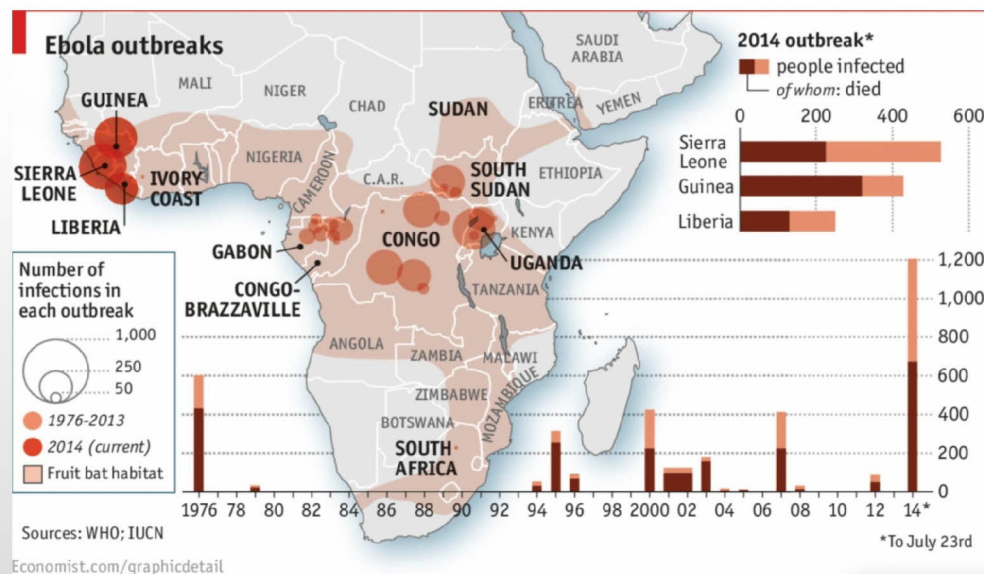 Ebola outbreaks
MALI
NIGER
CHAD
SUDAN
ERITREA
SAUDI
ARABIA
YEMEN
GUINEA
SIERRA
LEONE
IVORY
COAST
LIBERIA
NIGERIA
CAMEROON
C.A.R.
SOUTH
SUDAN
ETHIOPIA
GABON
CONGO
KENYA
UGANDA
CONGO-
BRAZZAVILLE
TANZANIA
ANGOLA
ZAMBIA
MALAWI
ZIMBABWE
MOZAMBIQUE
BOTSWANA
SOUTH
AFRICA
2014 outbreak*
people infected
of whom: died
0 200 400 600
Sierra
Leone
Guinea
Liberia
Number of
infections in
each outbreak
1,000
250
50
1976-2013
2014 (current)
Fruit bat habitat
1,200
1,000
800
600
400
200
0
1976 78 80 82 84 86 88 90 92 94 96 98 2000 02 04 06 08 10 12 14*
Sources: WHO; IUCN
*To July 23rd
Economist.com/graphicdetail